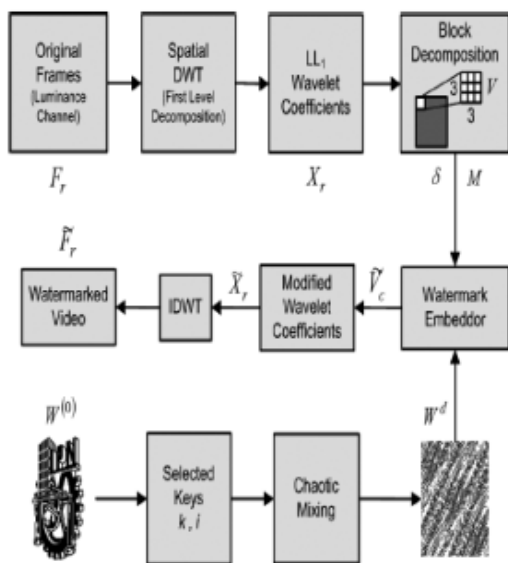 Original
Frames
(Luminance
Channel)
Spatial
DWT
(First Level
Decomposition)
LL₁
Wavelet
Coefficients
Block
Decomposition
3 V
3
F_r
X_r
δ M
F̃_r
Watermarked
Video
IDWT
X̃_r
Modified
Wavelet
Coefficients
Ṽ_c
Watermark
Embeddor
W^(0)
W^d
Selected
Keys
k , i
Chaotic
Mixing